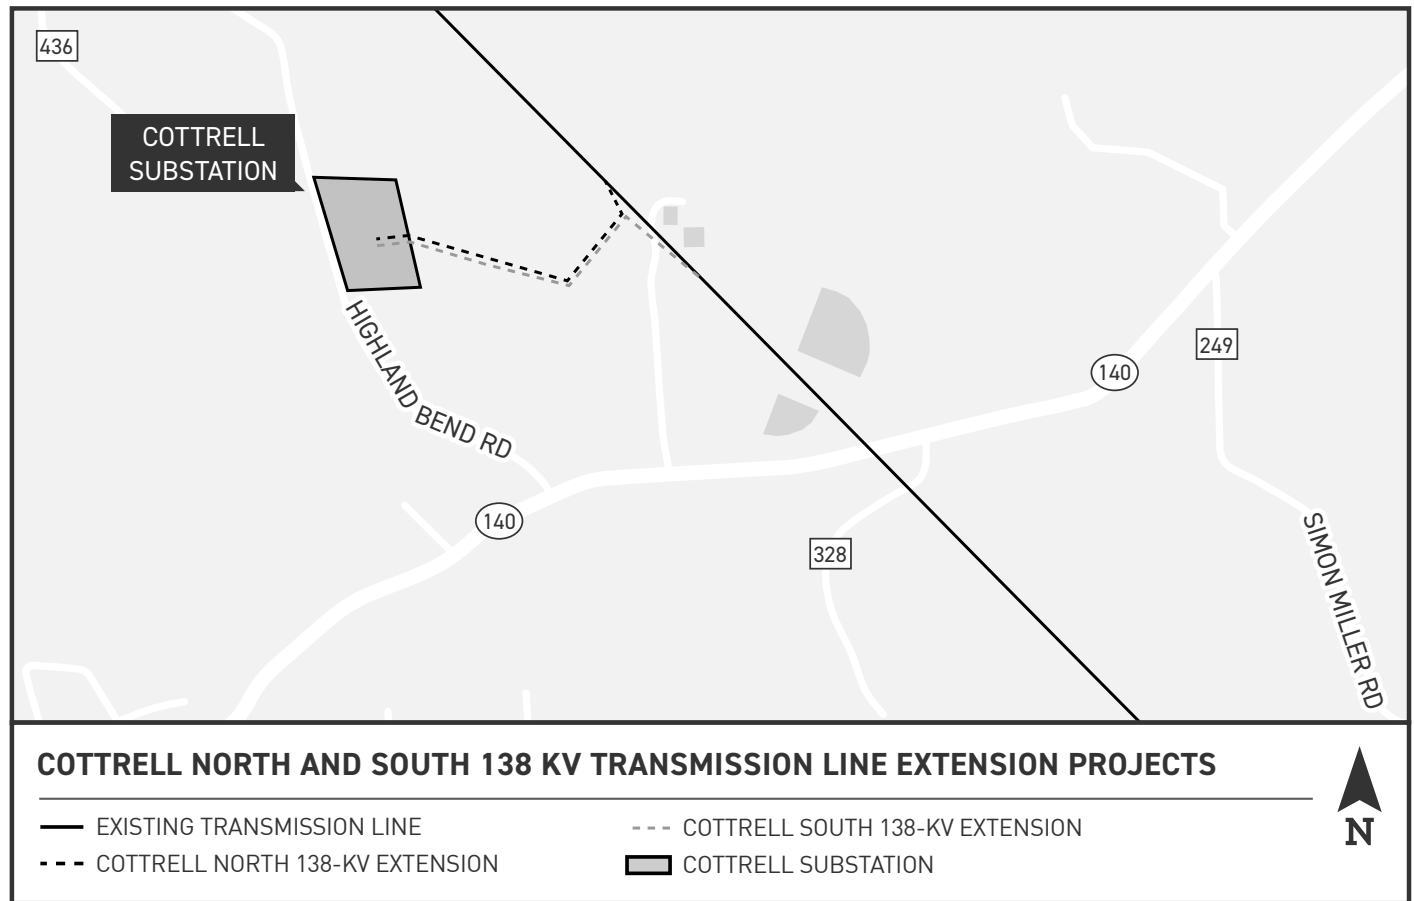 436
COTTRELL
SUBSTATION
HIGHLAND BEND RD
249
140
140
328
SIMON MILLER RD
COTTRELL NORTH AND SOUTH 138 KV TRANSMISSION LINE EXTENSION PROJECTS
EXISTING TRANSMISSION LINE
COTTRELL SOUTH 138-KV EXTENSION
COTTRELL NORTH 138-KV EXTENSION
COTTRELL SUBSTATION
N